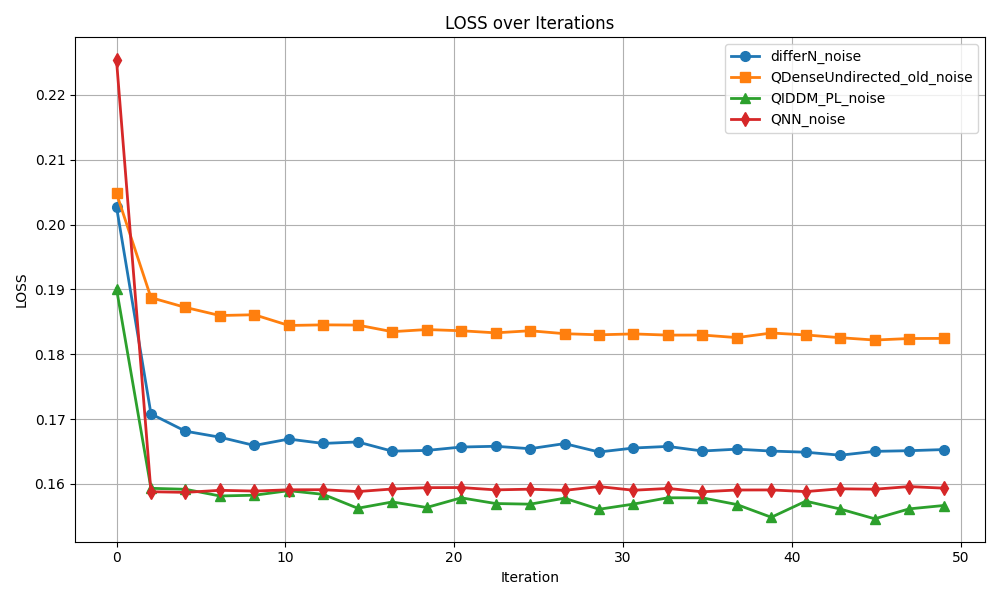 LOSS over Iterations
differN_noise
QDenseUndirected_old_noise
QIDDM_PL_noise
QNN_noise
LOSS
0.22
0.21
0.20
0.19
0.18
0.17
0.16
0 10 20 30 40 50
Iteration